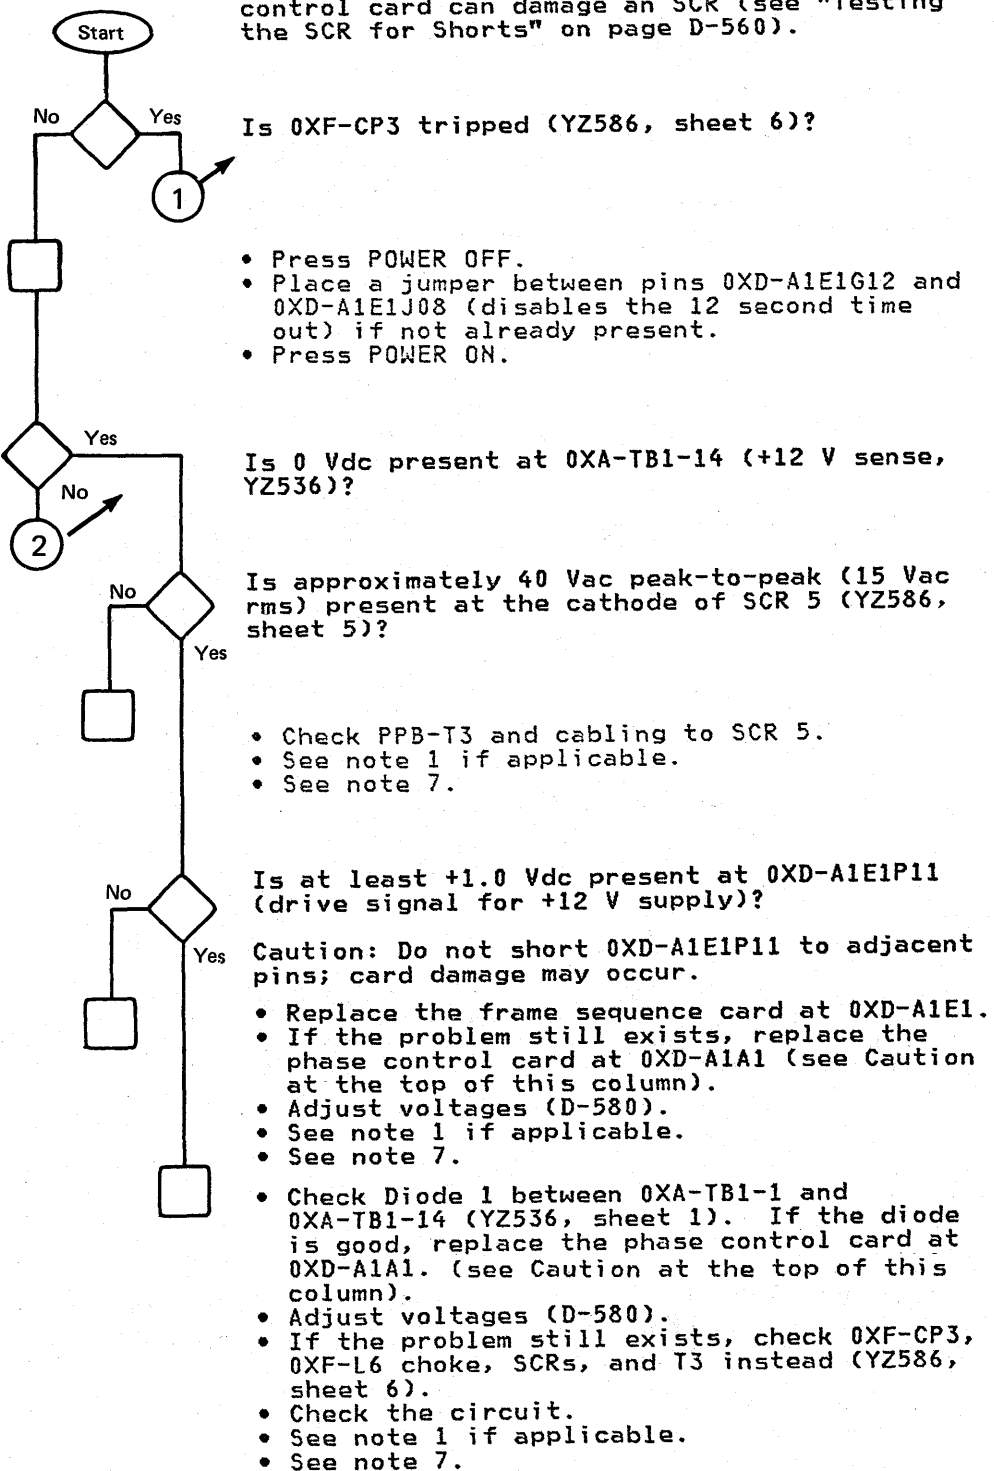 control card can damage an SCR (see "Testing
the SCR for Shorts" on page D-560).
Start
No
Yes
Is 0XF-CP3 tripped (YZ586, sheet 6)?
1
• Press POWER OFF.
• Place a jumper between pins 0XD-A1E1G12 and
0XD-A1E1J08 (disables the 12 second time
out) if not already present.
• Press POWER ON.
Yes
No
Is 0 Vdc present at 0XA-TB1-14 (+12 V sense,
YZ536)?
2
Is approximately 40 Vac peak-to-peak (15 Vac
rms) present at the cathode of SCR 5 (YZ586,
sheet 5)?
No
Yes
• Check PPB-T3 and cabling to SCR 5.
• See note 1 if applicable.
• See note 7.
Is at least +1.0 Vdc present at 0XD-A1E1P11
(drive signal for +12 V supply)?
No
Yes
Caution: Do not short 0XD-A1E1P11 to adjacent
pins; card damage may occur.
• Replace the frame sequence card at 0XD-A1E1.
• If the problem still exists, replace the
phase control card at 0XD-A1A1 (see Caution
at the top of this column).
• Adjust voltages (D-580).
• See note 1 if applicable.
• See note 7.
• Check Diode 1 between 0XA-TB1-1 and
0XA-TB1-14 (YZ536, sheet 1). If the diode
is good, replace the phase control card at
0XD-A1A1. (see Caution at the top of this
column).
• Adjust voltages (D-580).
• If the problem still exists, check 0XF-CP3,
0XF-L6 choke, SCRs, and T3 instead (YZ586,
sheet 6).
• Check the circuit.
• See note 1 if applicable.
• See note 7.